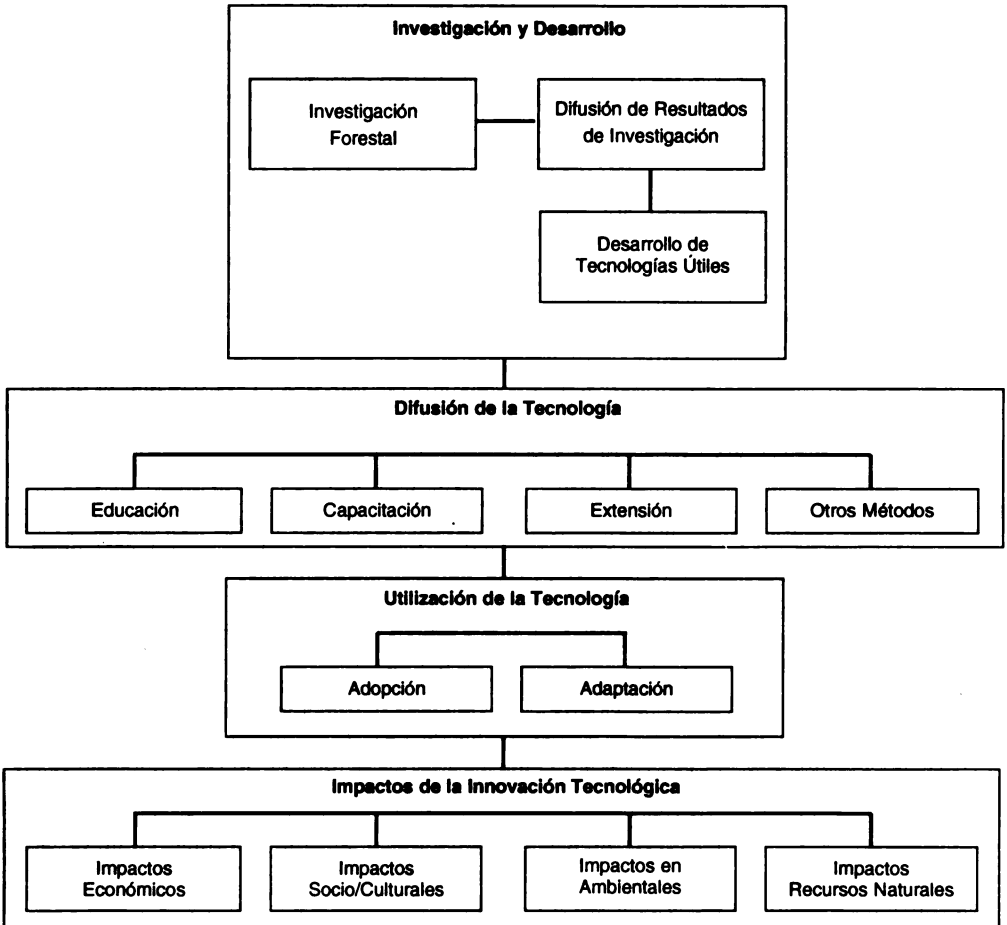 Investigación y Desarrollo
Investigación
Forestal
Difusión de Resultados
de Investigación
Desarrollo de
Tecnologías Útiles
Difusión de la Tecnología
Educación
Capacitación
Extensión
Otros Métodos
Utilización de la Tecnología
Adopción
Adaptación
Impactos de la Innovación Tecnológica
Impactos
Económicos
Impactos
Socio/Culturales
Impactos en
Ambientales
Impactos
Recursos Naturales